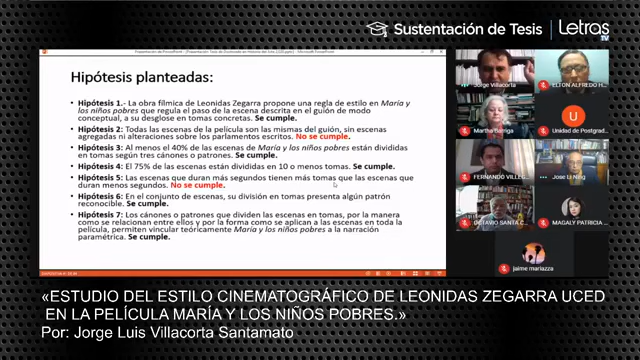 Sustentación de Tesis
Letras
TV
Hipótesis planteadas:
Hipótesis 1.- La obra fílmica de Leonidas Zegarra propone una regla de estilo en María y
los niños pobres que regula el paso de la escena descrita en el guión de modo
conceptual, a su desglose en tomas concretas. Se cumple.
Hipótesis 2: Todas las escenas de la película son las mismas del guión, sin escenas
agregadas ni alteraciones sobre los parlamentos escritos. No se cumple.
Hipótesis 3: Al menos el 40% de las escenas de María y los niños pobres están divididas
en tomas según tres cánones o patrones. Se cumple.
Hipótesis 4: El 75% de las escenas están divididas en 10 o menos tomas. Se cumple.
Hipótesis 5: Las escenas que duran más segundos tienen más tomas que las escenas que
duran menos segundos. No se cumple.
Hipótesis 6: En el conjunto de escenas, su división en tomas presenta algún patrón
reconocible. Se cumple.
Hipótesis 7: Los cánones o patrones que dividen las escenas en tomas, por la manera
como se relacionan entre ellos y por la forma como se aplican a las escenas en toda la
película, permiten vincular teóricamente María y los niños pobres a la narración
paramétrica. Se cumple.
Jorge Villacorta
ELTON ALFREDO H
Martha Barriga
U
Unidad de Postgrad
FERNANDO VILLEG
Jose Li Ning
OCTAVIO SANTA C
MAGALY PATRICIA
jaime mariazza
«ESTUDIO DEL ESTILO CINEMATOGRÁFICO DE LEONIDAS ZEGARRA UCED
EN LA PELÍCULA MARÍA Y LOS NIÑOS POBRES.»
Por: Jorge Luis Villacorta Santamato